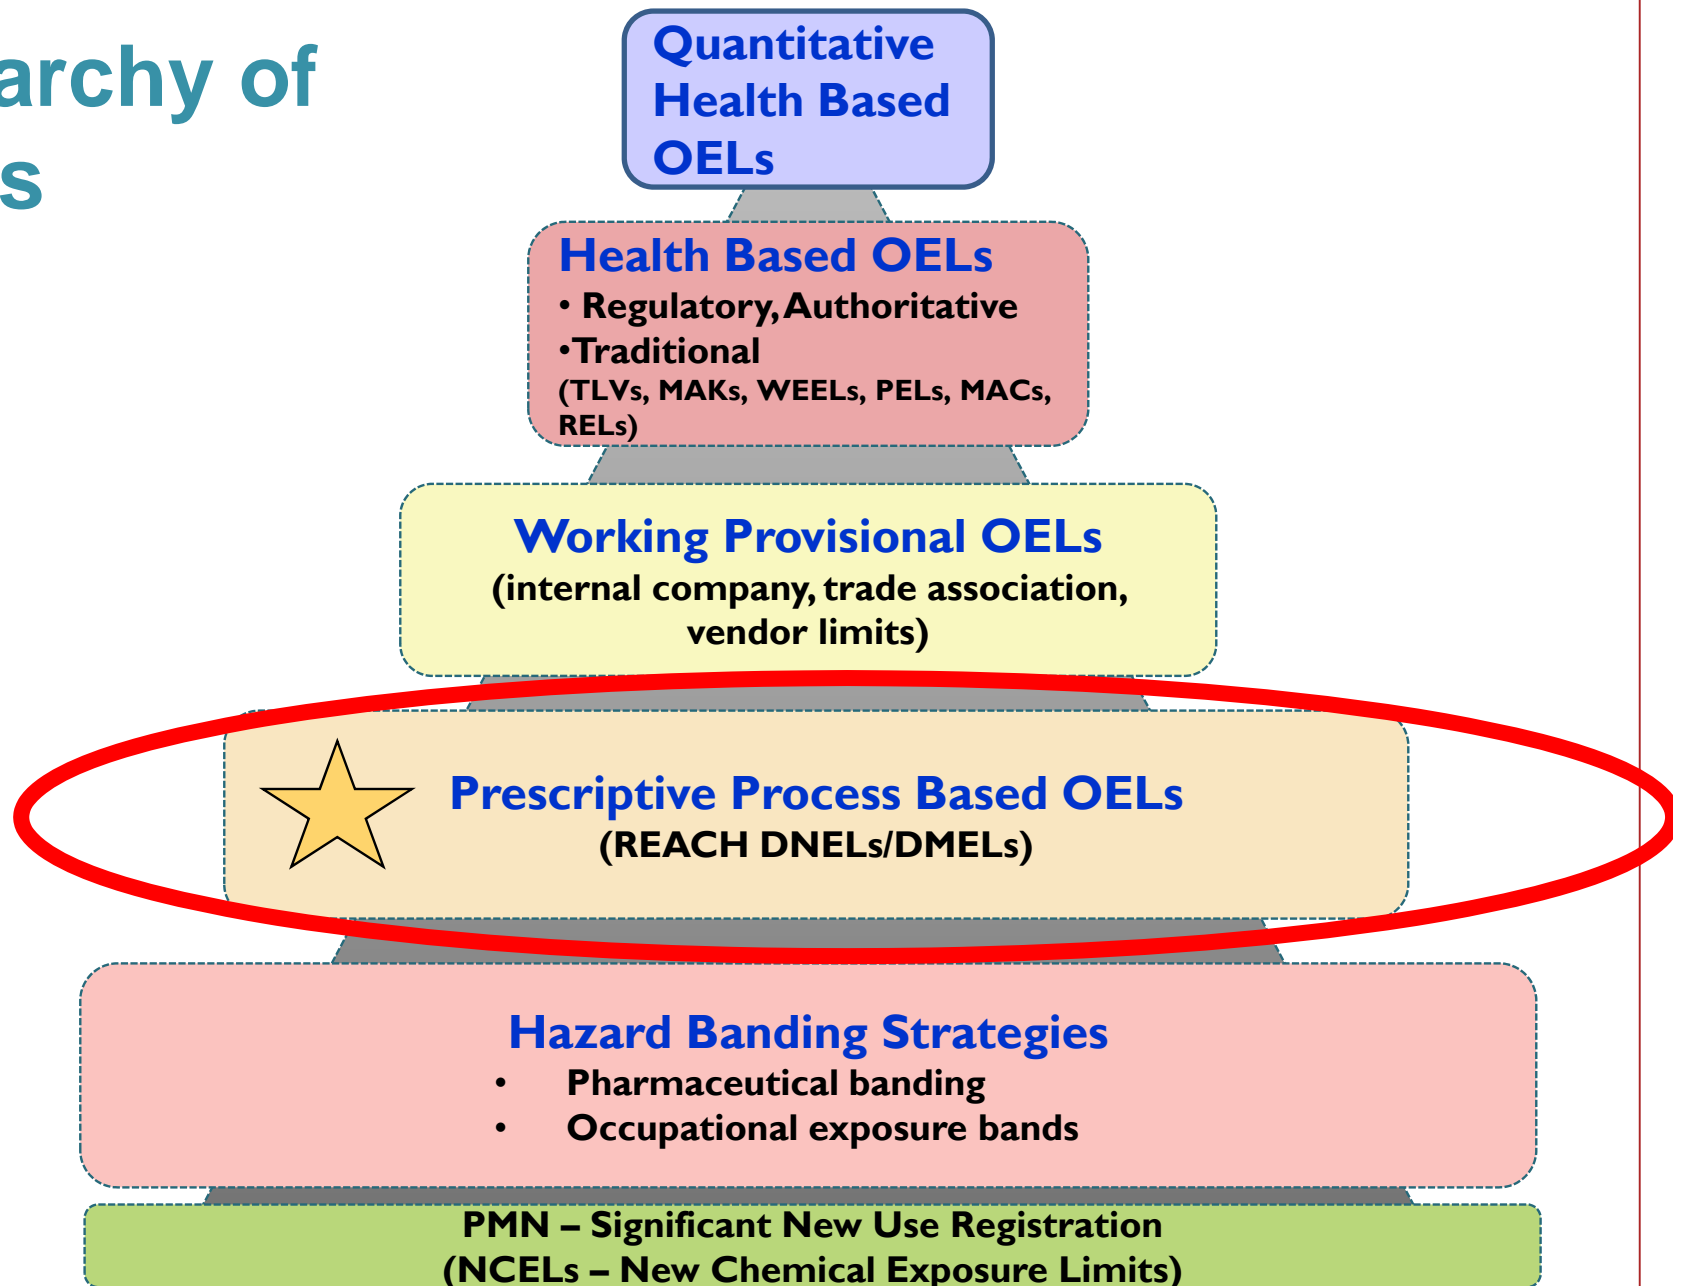 archy of
s
Quantitative
Health Based
OELs
Health Based OELs
• Regulatory, Authoritative
•Traditional
(TLVs, MAKs, WEELs, PELs, MACs,
RELs)
Working Provisional OELs
(internal company, trade association,
vendor limits)
Prescriptive Process Based OELs
(REACH DNELs/DMELs)
Hazard Banding Strategies
• Pharmaceutical banding
• Occupational exposure bands
PMN – Significant New Use Registration
(NCELs – New Chemical Exposure Limits)